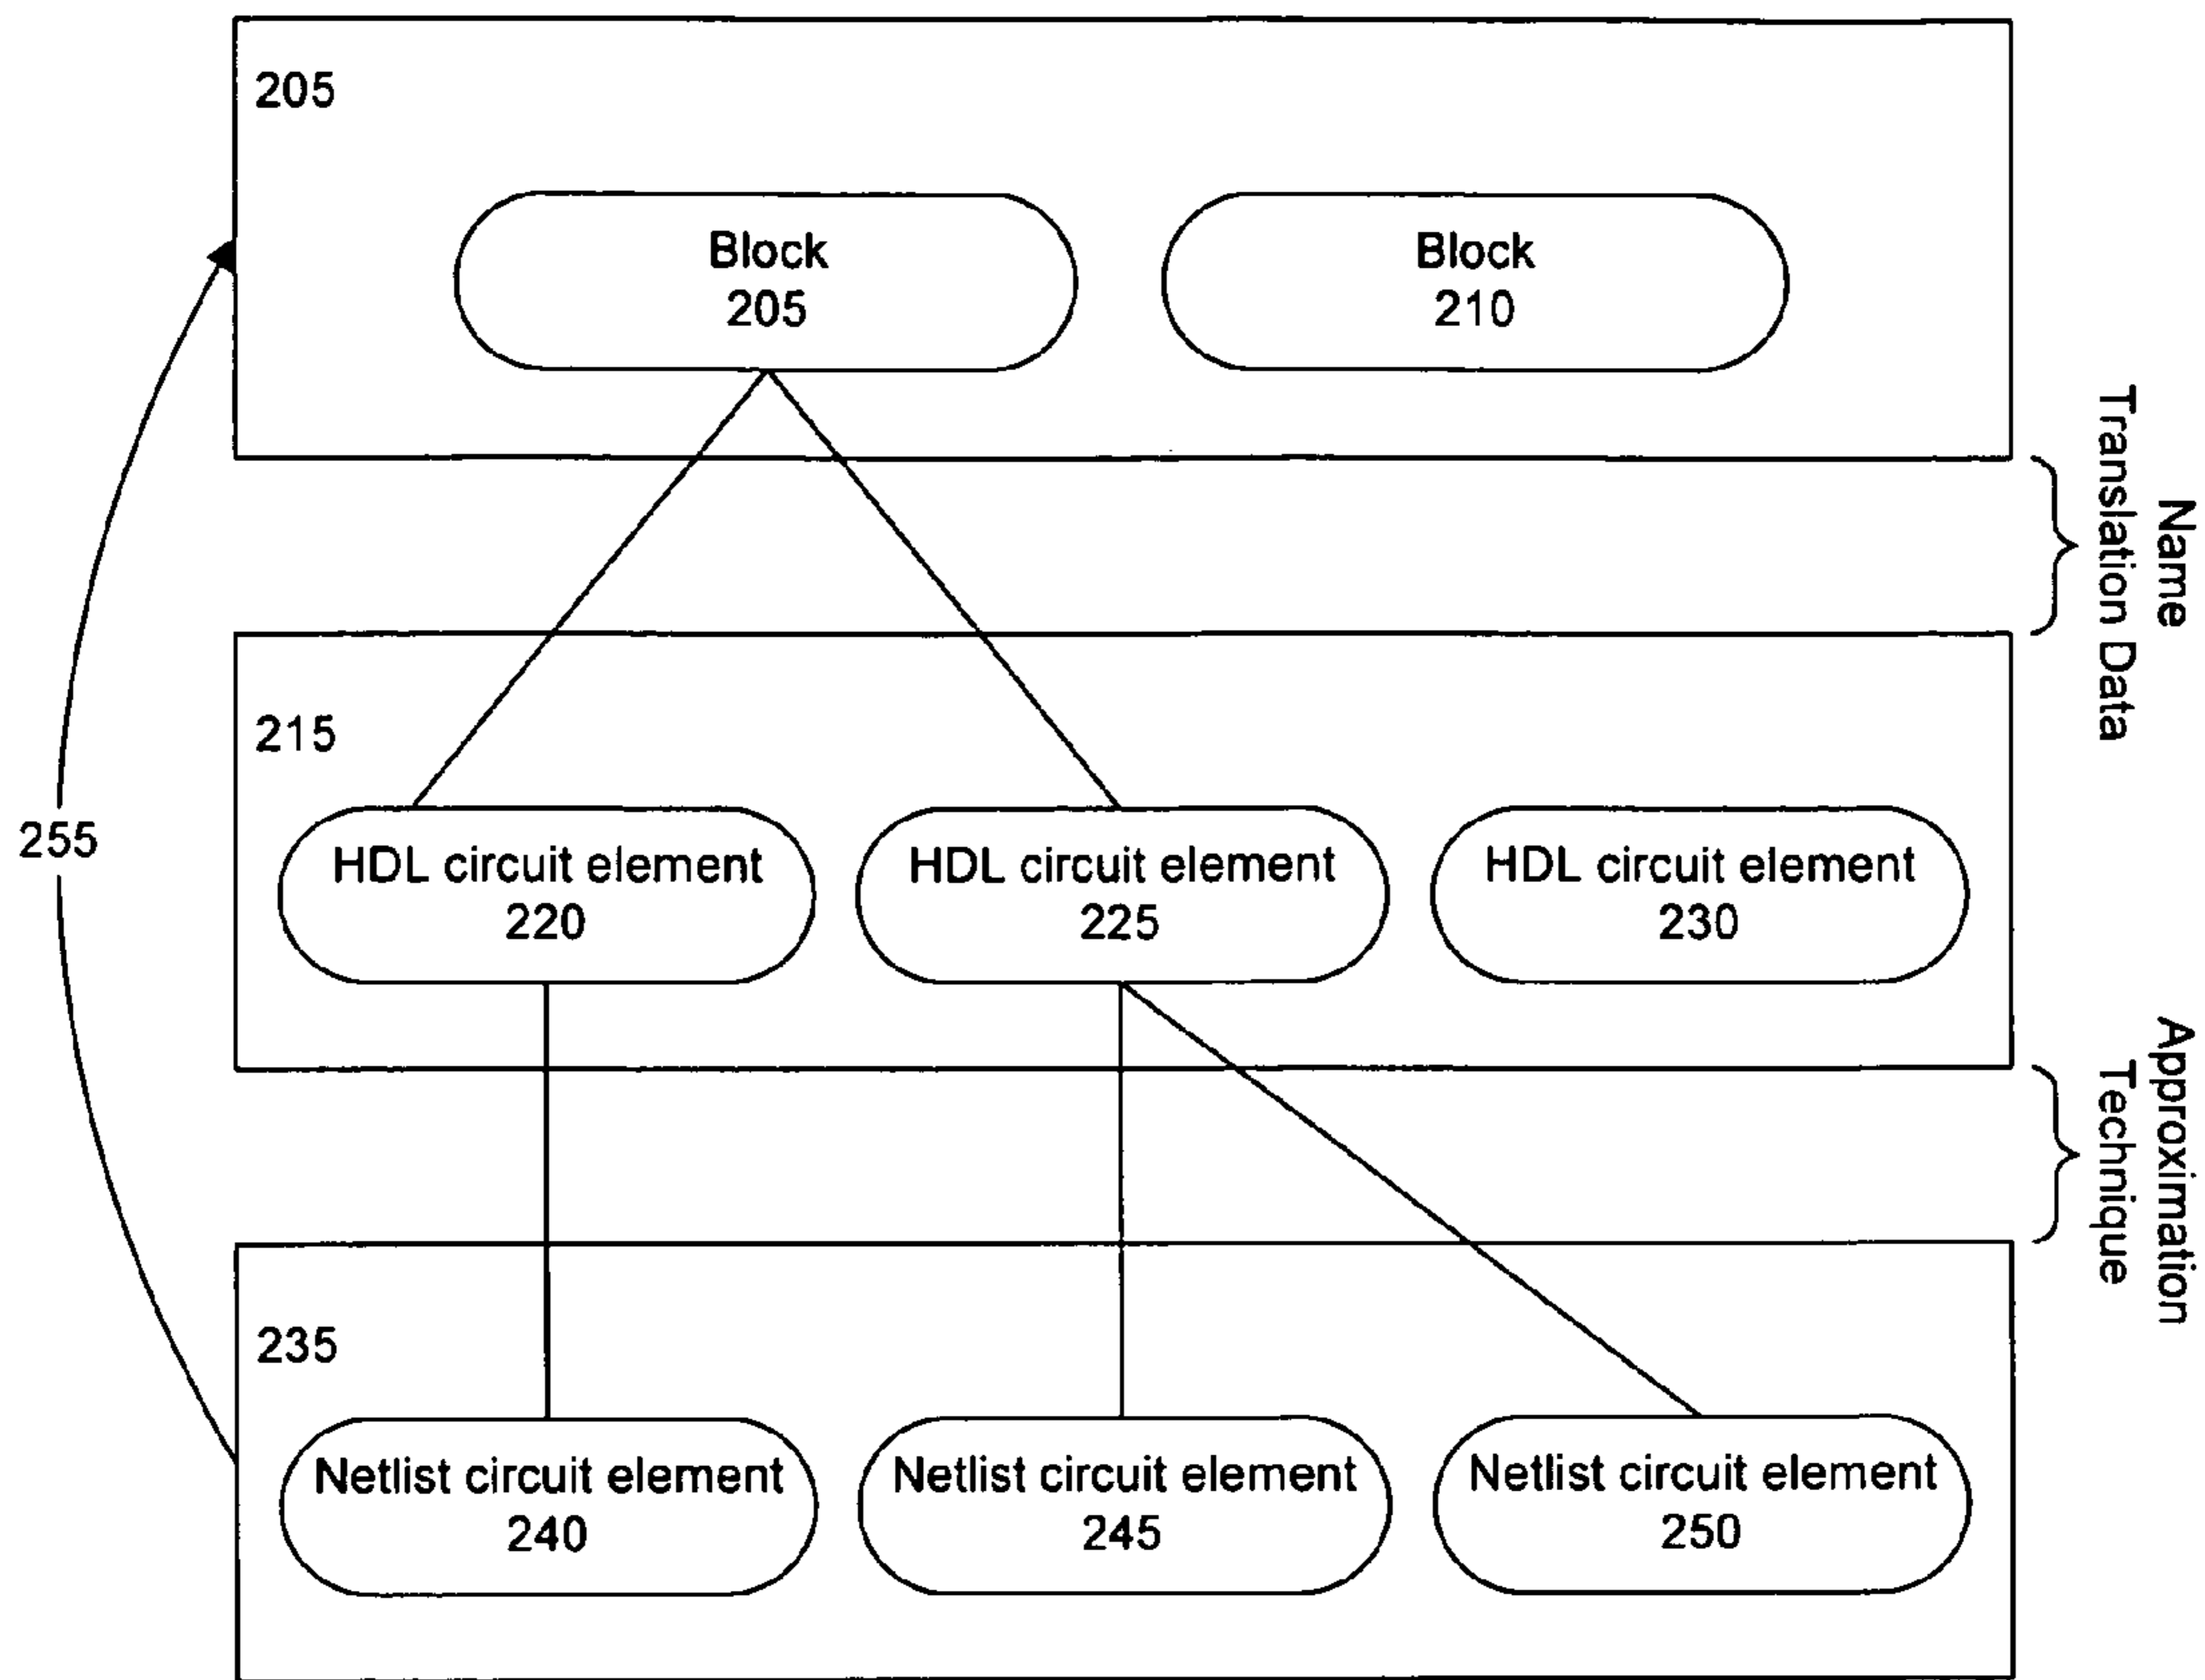 205
Block
205
Block
210
Name
Translation Data
215
HDL circuit element
220
HDL circuit element
225
HDL circuit element
230
255
Approximation
Technique
235
Netlist circuit element
240
Netlist circuit element
245
Netlist circuit element
250